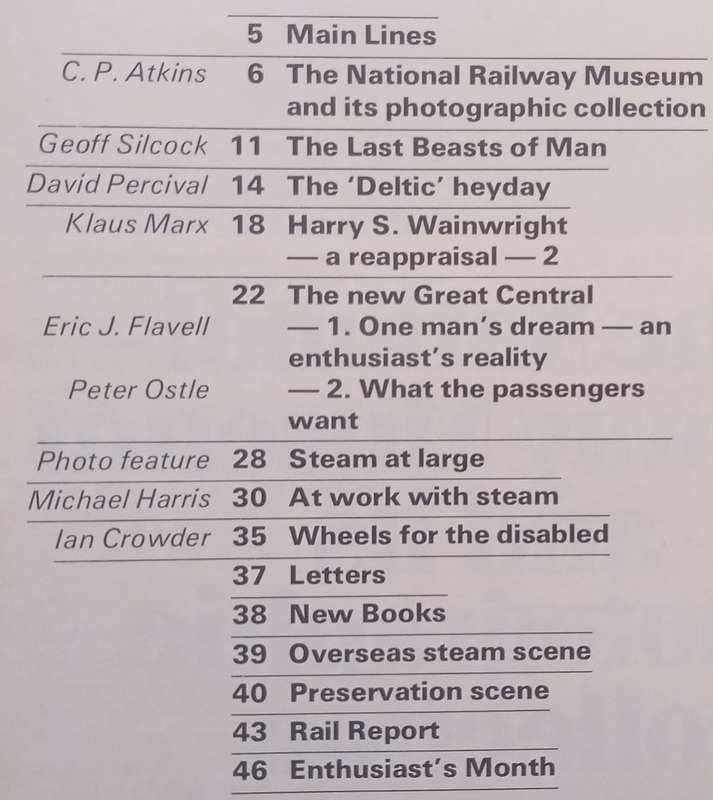 5 Main Lines
C. P. Atkins 6 The National Railway Museum
and its photographic collection
Geoff Silcock 11 The Last Beasts of Man
David Percival 14 The ‘Deltic’ heyday
Klaus Marx 18 Harry S. Wainwright
— a reappraisal — 2
22 The new Great Central
Eric J. Flavell — 1. One man’s dream — an
enthusiast’s reality
Peter Ostle — 2. What the passengers
want
Photo feature 28 Steam at large
Michael Harris 30 At work with steam
Ian Crowder 35 Wheels for the disabled
37 Letters
38 New Books
39 Overseas steam scene
40 Preservation scene
43 Rail Report
46 Enthusiast’s Month